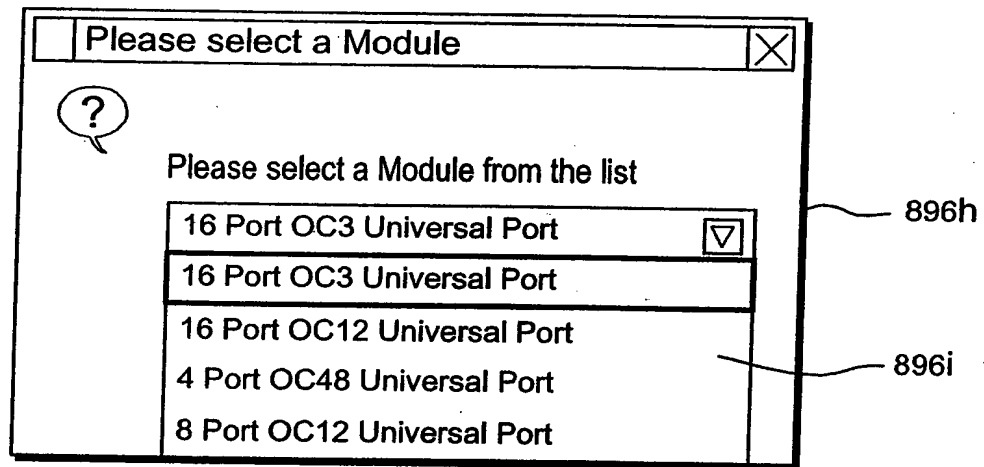 Please select a Module
?
Please select a Module from the list
16 Port OC3 Universal Port
16 Port OC3 Universal Port
16 Port OC12 Universal Port
4 Port OC48 Universal Port
8 Port OC12 Universal Port
896h
896i